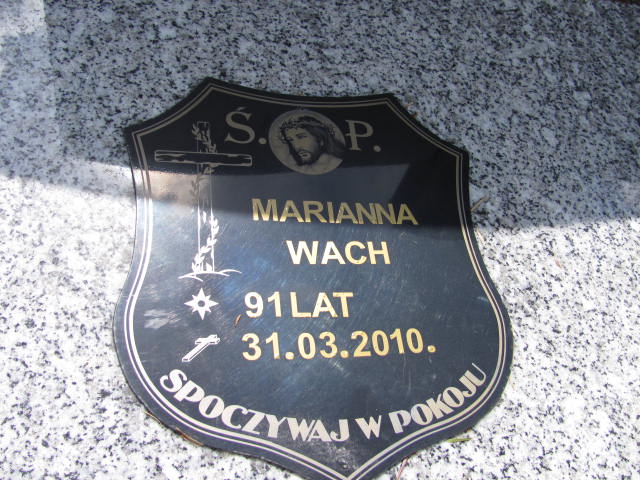 Ś. P.
MARIANNA
WACH
91 LAT
31.03.2010.
SPOCZYWAJ W POKOJU